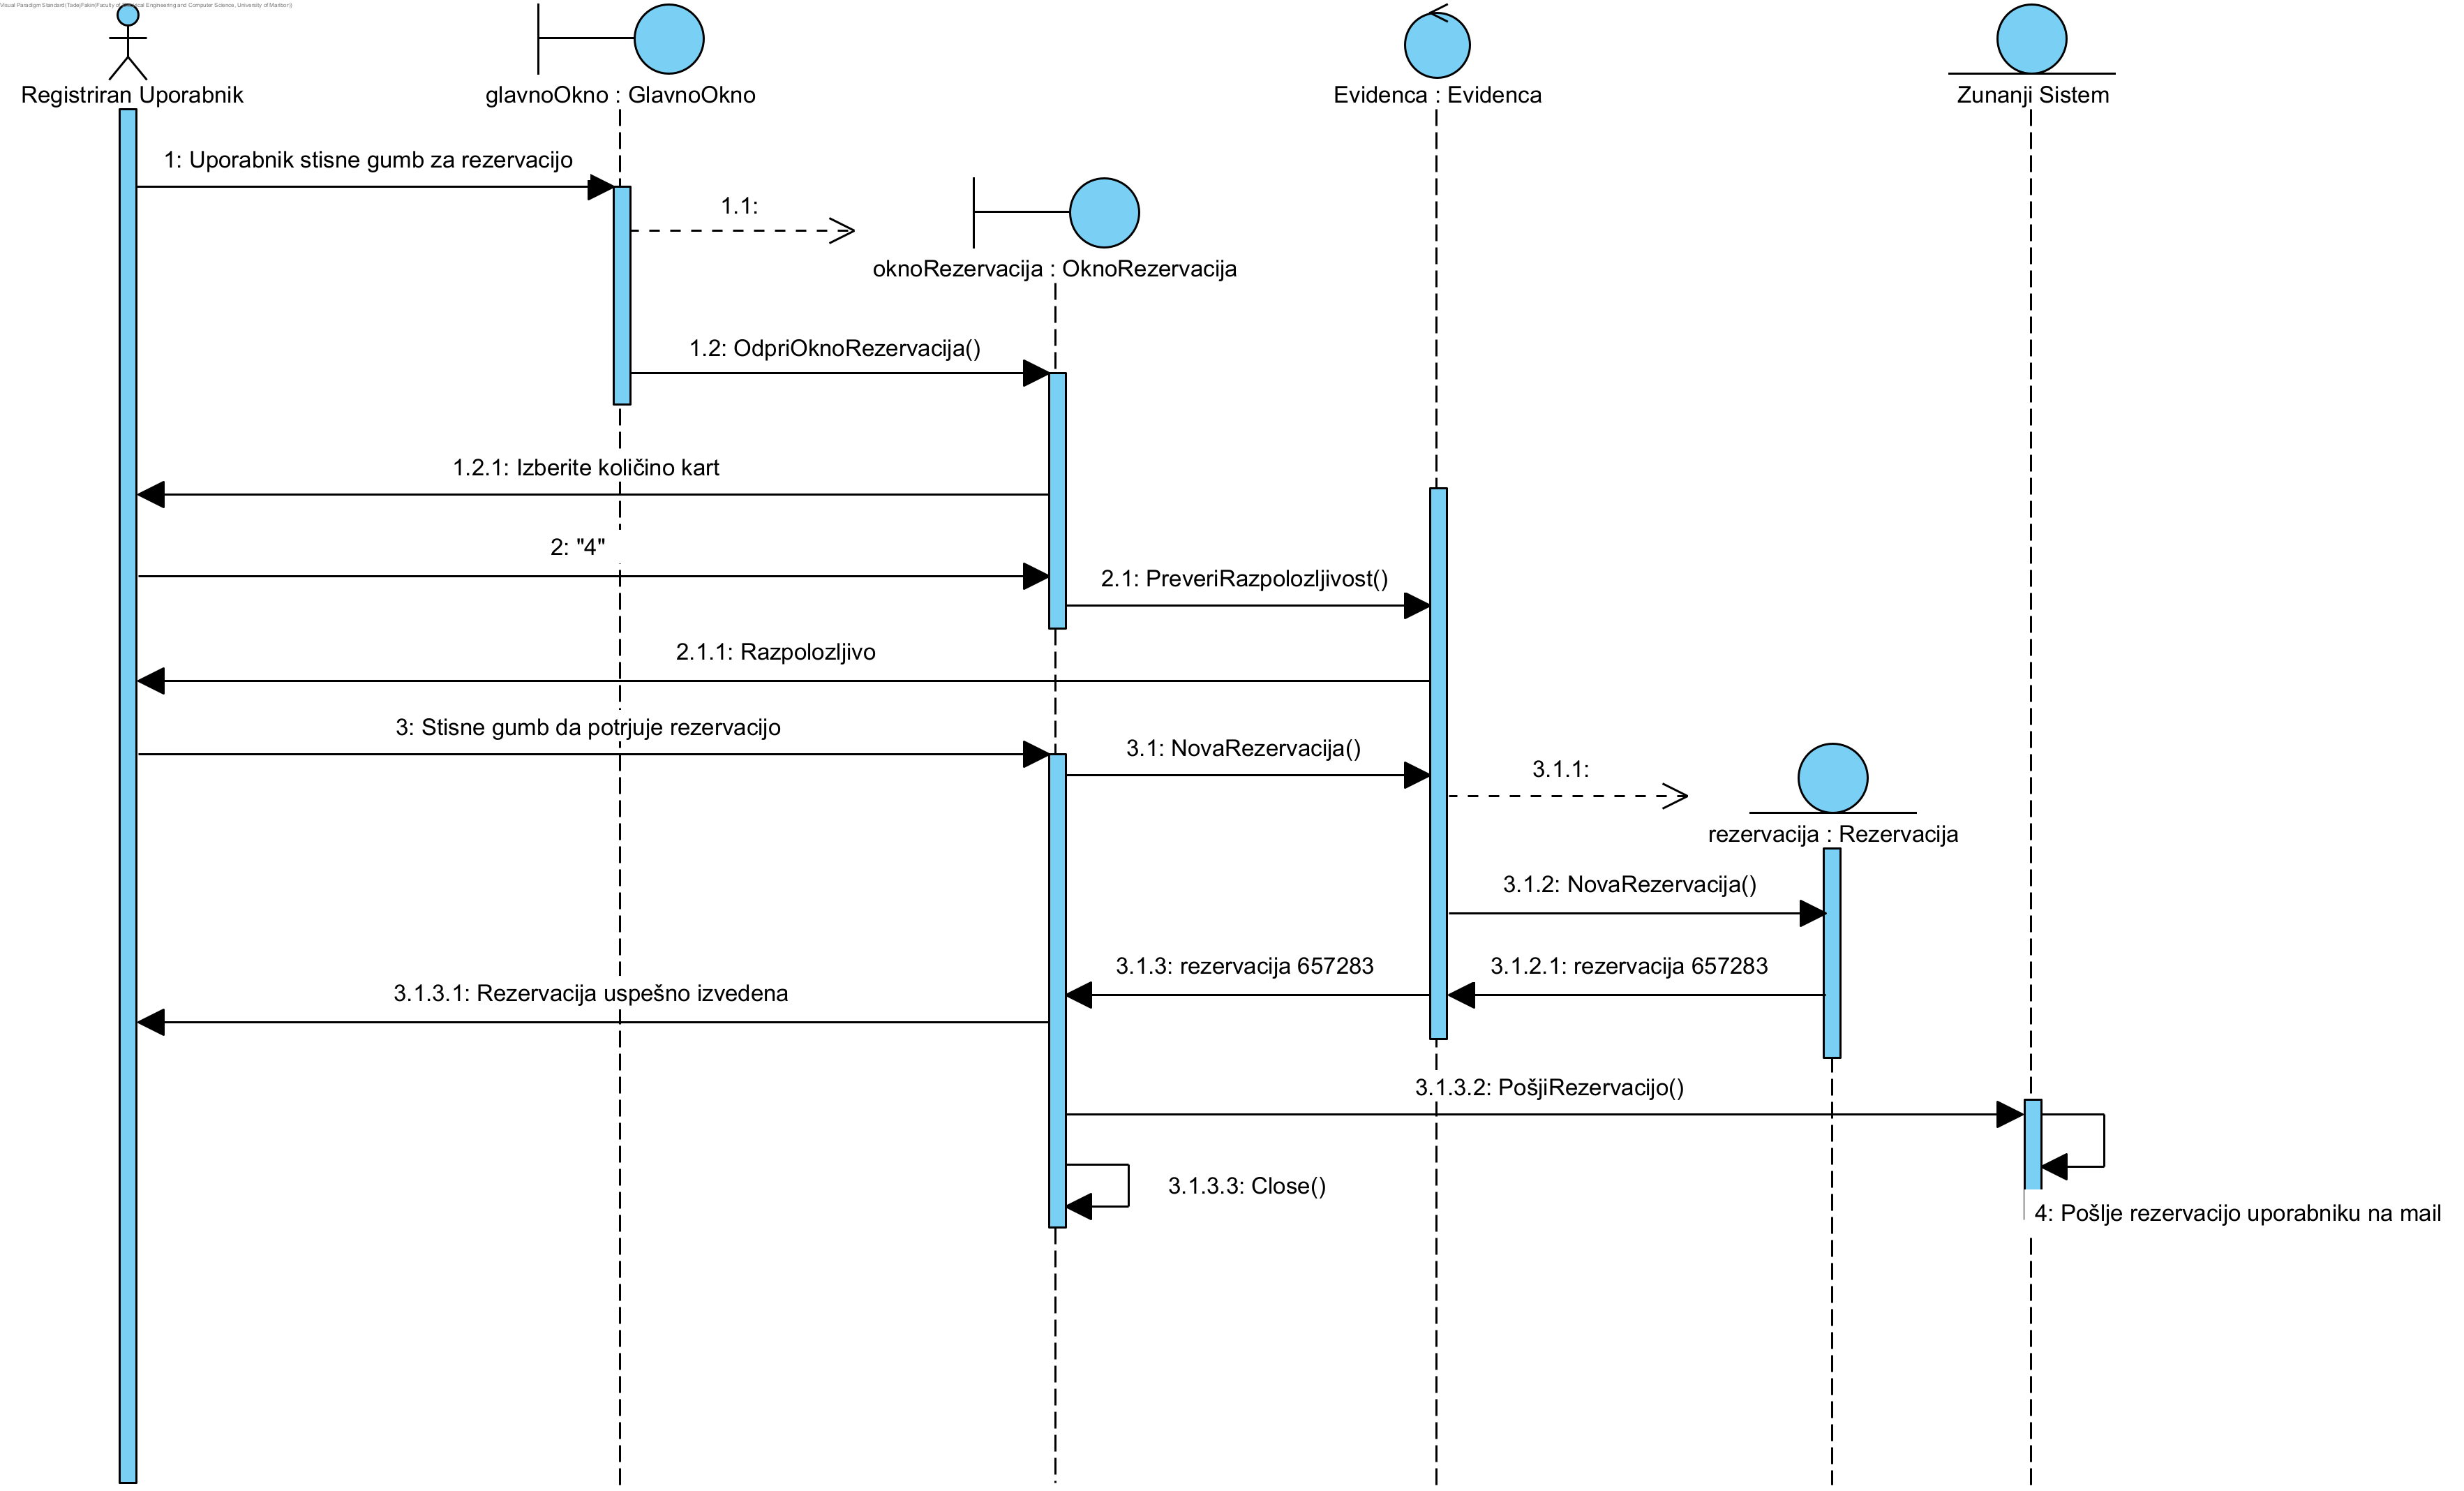 Visual Paradigm Standard(Tadej Fakin(Faculty of Electrical Engineering and Computer Science, University of Maribor))
Registriran Uporabnik
glavnoOkno : GlavnoOkno
Evidenca : Evidenca
Zunanji Sistem
1: Uporabnik stisne gumb za rezervacijo
1.1:
oknoRezervacija : OknoRezervacija
1.2: OdpriOknoRezervacija()
1.2.1: Izberite količino kart
2: "4"
2.1: PreveriRazpolozljivost()
2.1.1: Razpolozljivo
3: Stisne gumb da potrjuje rezervacijo
3.1: NovaRezervacija()
3.1.1:
rezervacija : Rezervacija
3.1.2: NovaRezervacija()
3.1.3: rezervacija 657283
3.1.2.1: rezervacija 657283
3.1.3.1: Rezervacija uspešno izvedena
3.1.3.2: PošjiRezervacijo()
3.1.3.3: Close()
4: Pošlje rezervacijo uporabniku na mail